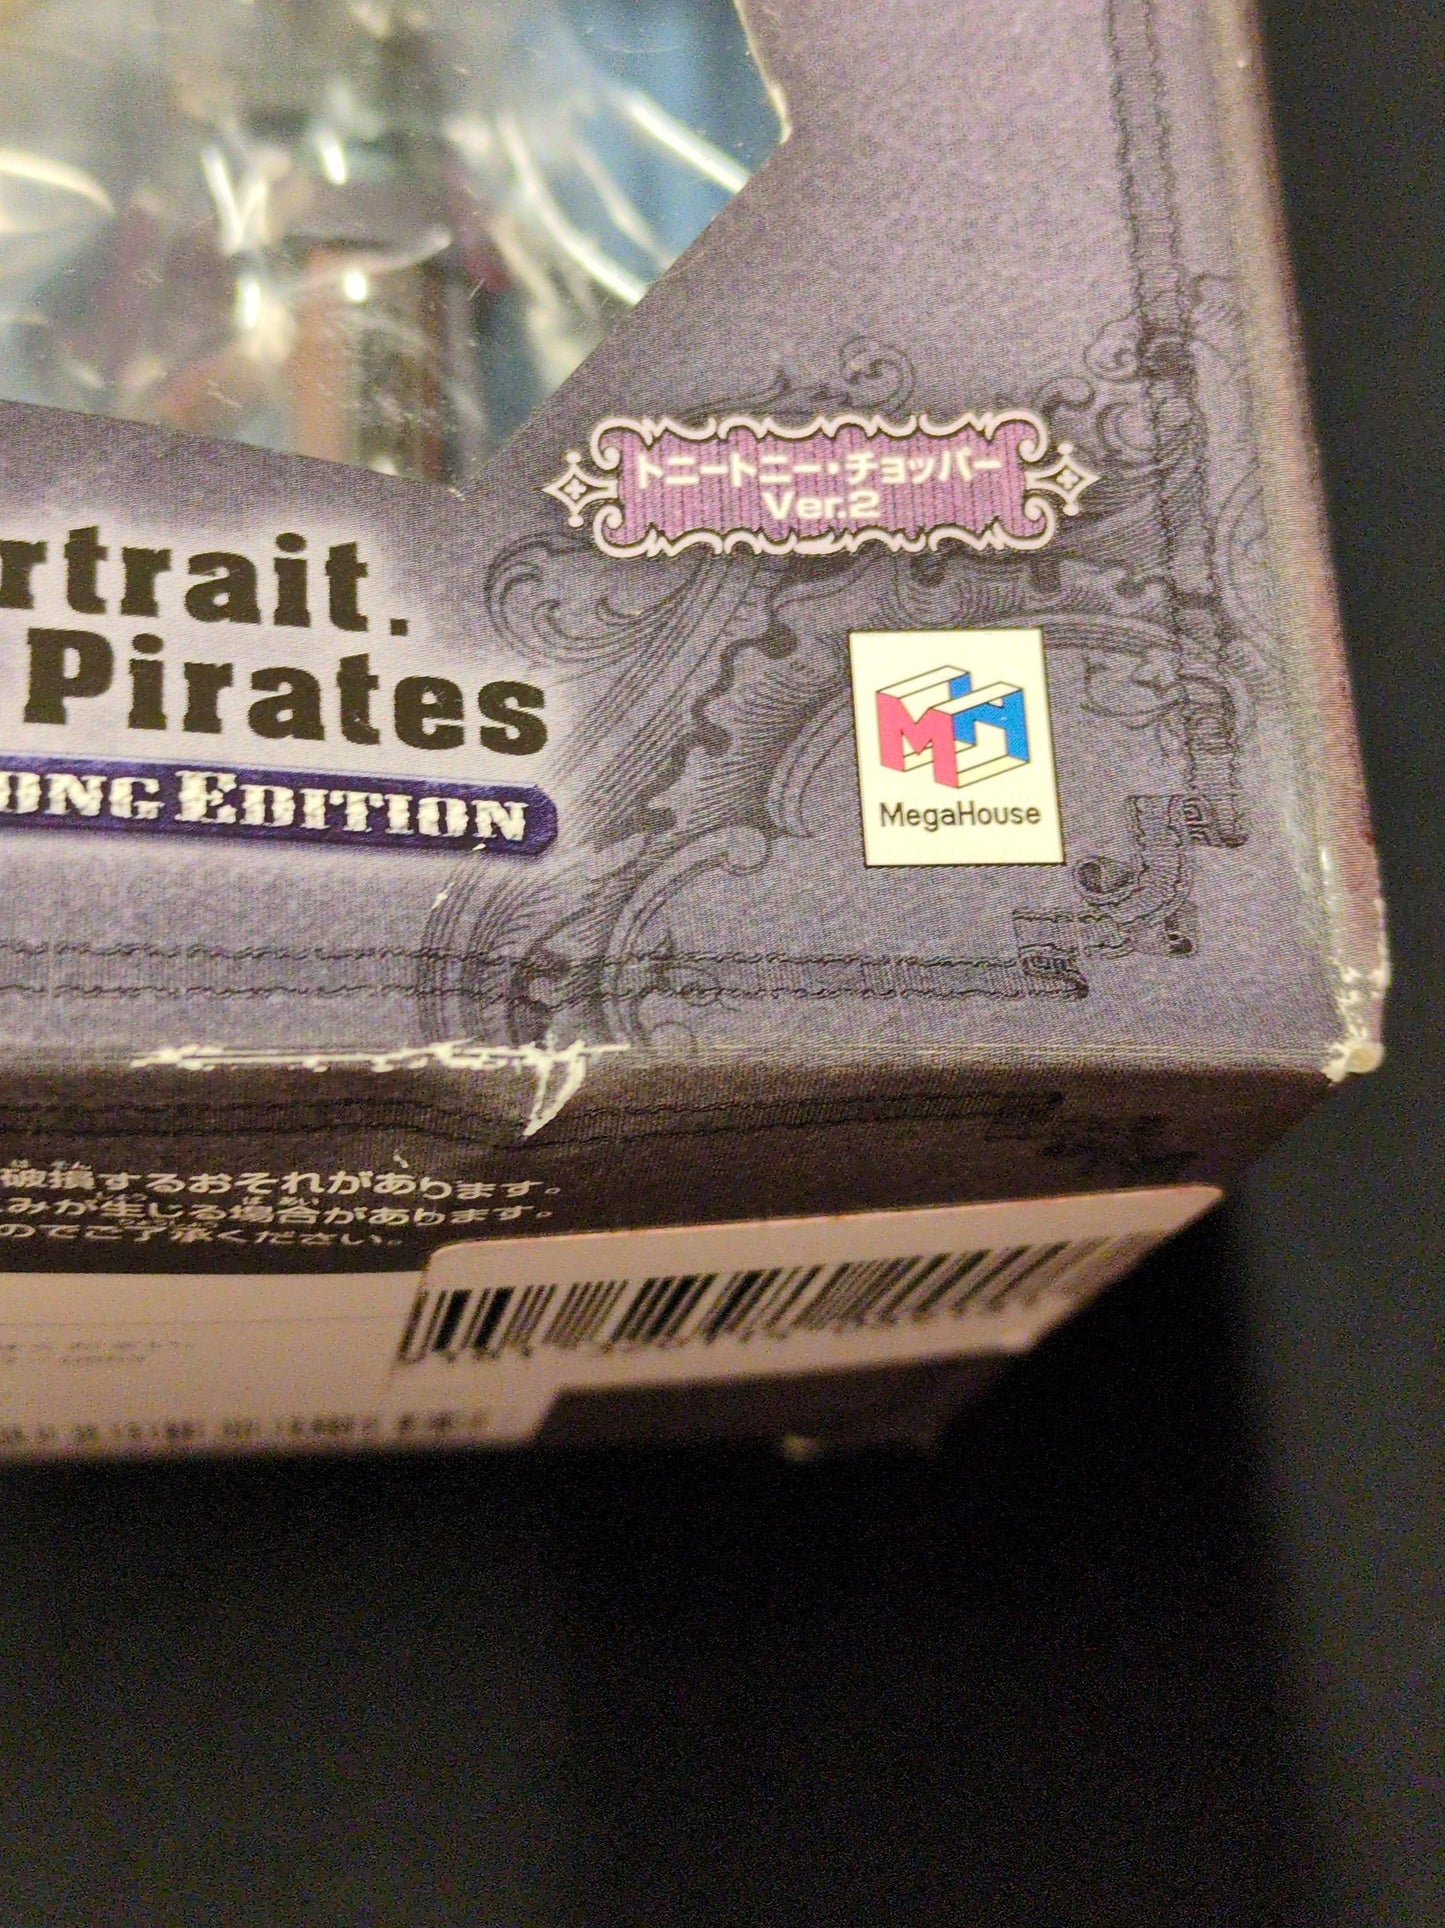 トニートニー・チョッパー
Ver.2
rtrait.
Pirates
ONG EDITION
MH
MegaHouse
破損するおそれがあります。
みが生じる場合があります。
のでご了承ください。